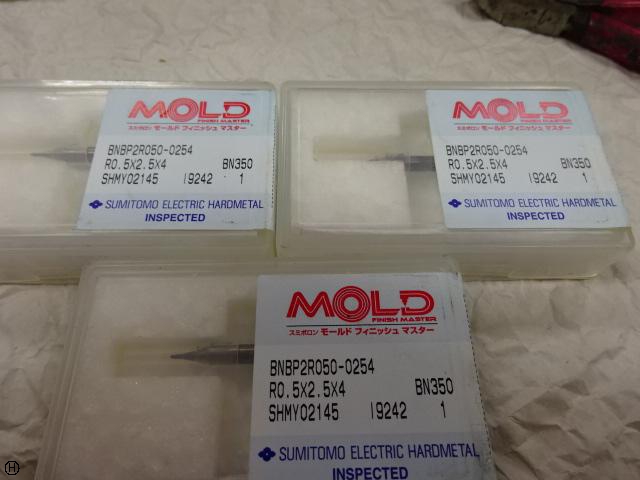 MOLD
FINISH MASTER
スミボロン モールド フィニッシュ マスター
BNBP2R050-0254
R0.5X2.5X4 BN350
SHMY02145 I9242 1
SUMITOMO ELECTRIC HARDMETAL
INSPECTED
MOLD
FINISH MASTER
スミボロン モールド フィニッシュ マスター
BNBP2R050-0254
R0.5X2.5X4 BN350
SHMY02145 I9242 1
SUMITOMO ELECTRIC HARDMETAL
INSPECTED
MOLD
FINISH MASTER
スミボロン モールド フィニッシュ マスター
BNBP2R050-0254
R0.5X2.5X4 BN350
SHMY02145 I9242 1
SUMITOMO ELECTRIC HARDMETAL
INSPECTED
H